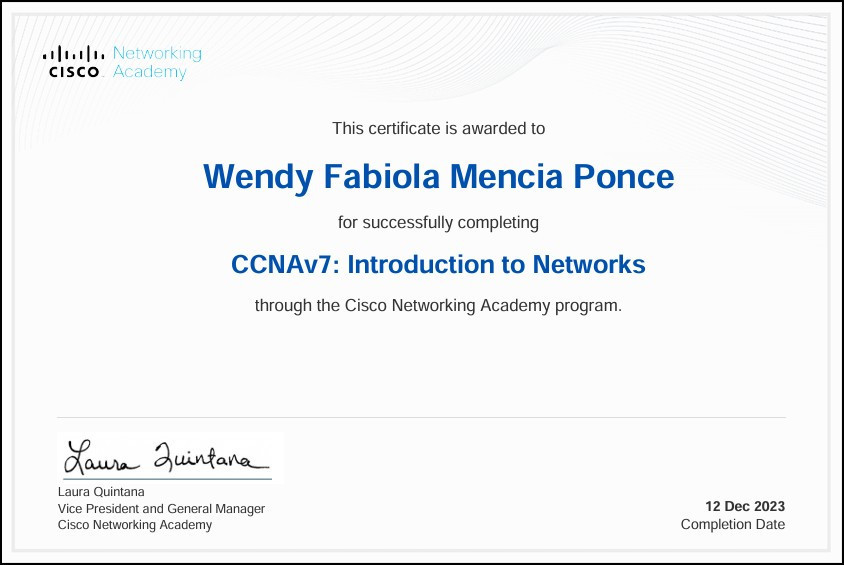 Networking
CISCO Academy
This certificate is awarded to
Wendy Fabiola Mencia Ponce
for successfully completing
CCNAv7: Introduction to Networks
through the Cisco Networking Academy program.
Laura Quintana
Laura Quintana
Vice President and General Manager
Cisco Networking Academy
12 Dec 2023
Completion Date